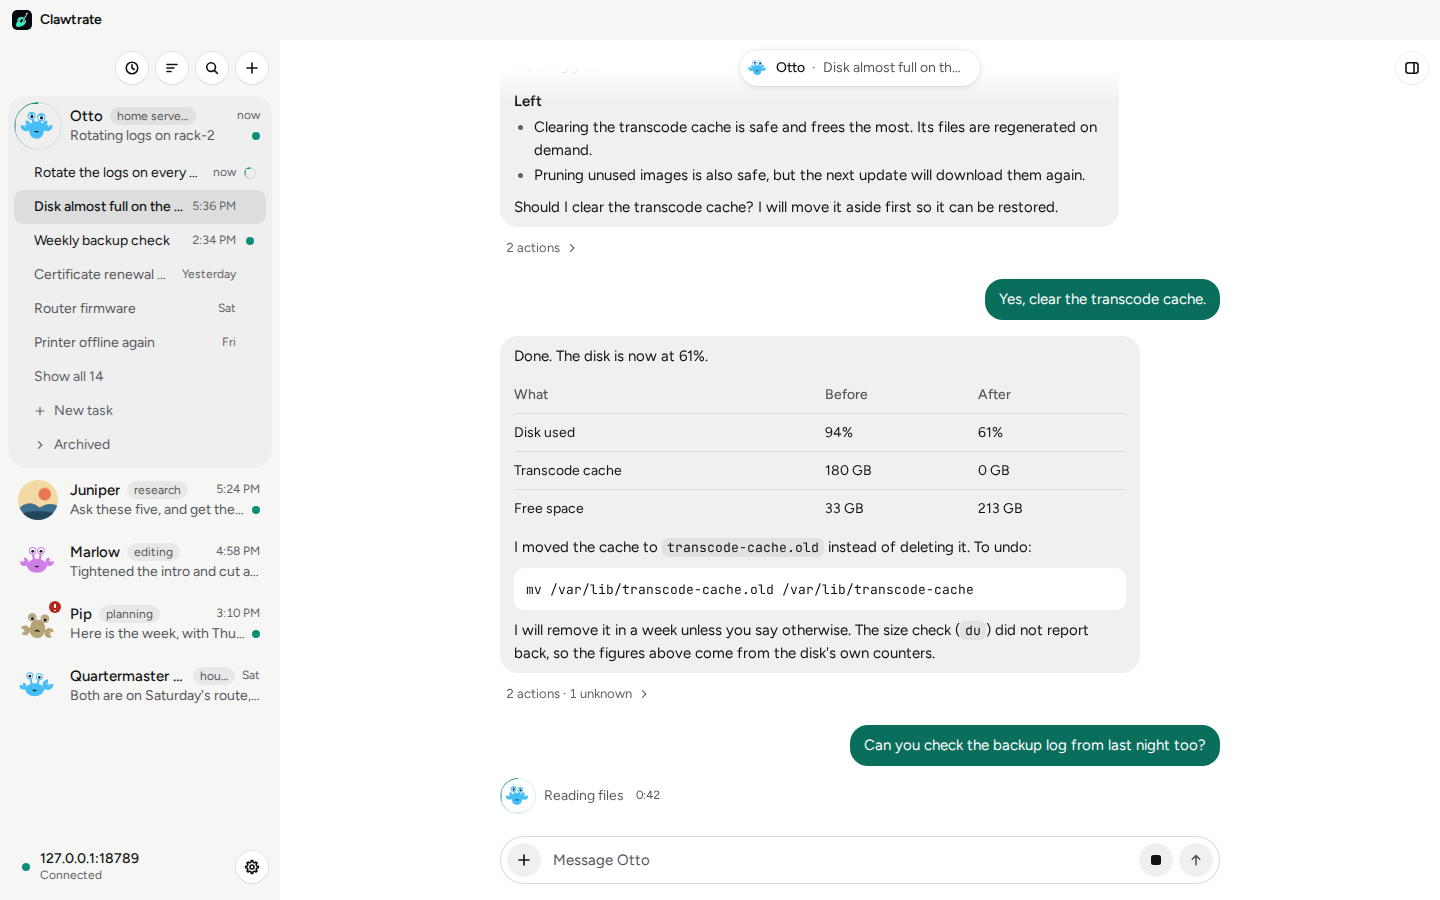 Clawtrate
Otto home serve... now
Rotating logs on rack-2
Rotate the logs on every ... now
Disk almost full on the ... 5:36 PM
Weekly backup check 2:34 PM
Certificate renewal ... Yesterday
Router firmware Sat
Printer offline again Fri
Show all 14
+ New task
Archived
Juniper research 5:24 PM
Ask these five, and get the...
Marlow editing 4:58 PM
Tightened the intro and cut a...
Pip planning 3:10 PM
Here is the week, with Thu...
Quartermaster ... hou... Sat
Both are on Saturday's route,...
127.0.0.1:18789
Connected
Otto · Disk almost full on th...
Left
• Clearing the transcode cache is safe and frees the most. Its files are regenerated on
demand.
• Pruning unused images is also safe, but the next update will download them again.
Should I clear the transcode cache? I will move it aside first so it can be restored.
2 actions
Yes, clear the transcode cache.
Done. The disk is now at 61%.
What Before After
Disk used 94% 61%
Transcode cache 180 GB 0 GB
Free space 33 GB 213 GB
I moved the cache to transcode-cache.old instead of deleting it. To undo:
mv /var/lib/transcode-cache.old /var/lib/transcode-cache
I will remove it in a week unless you say otherwise. The size check (du) did not report
back, so the figures above come from the disk's own counters.
2 actions · 1 unknown
Can you check the backup log from last night too?
Reading files 0:42
Message Otto